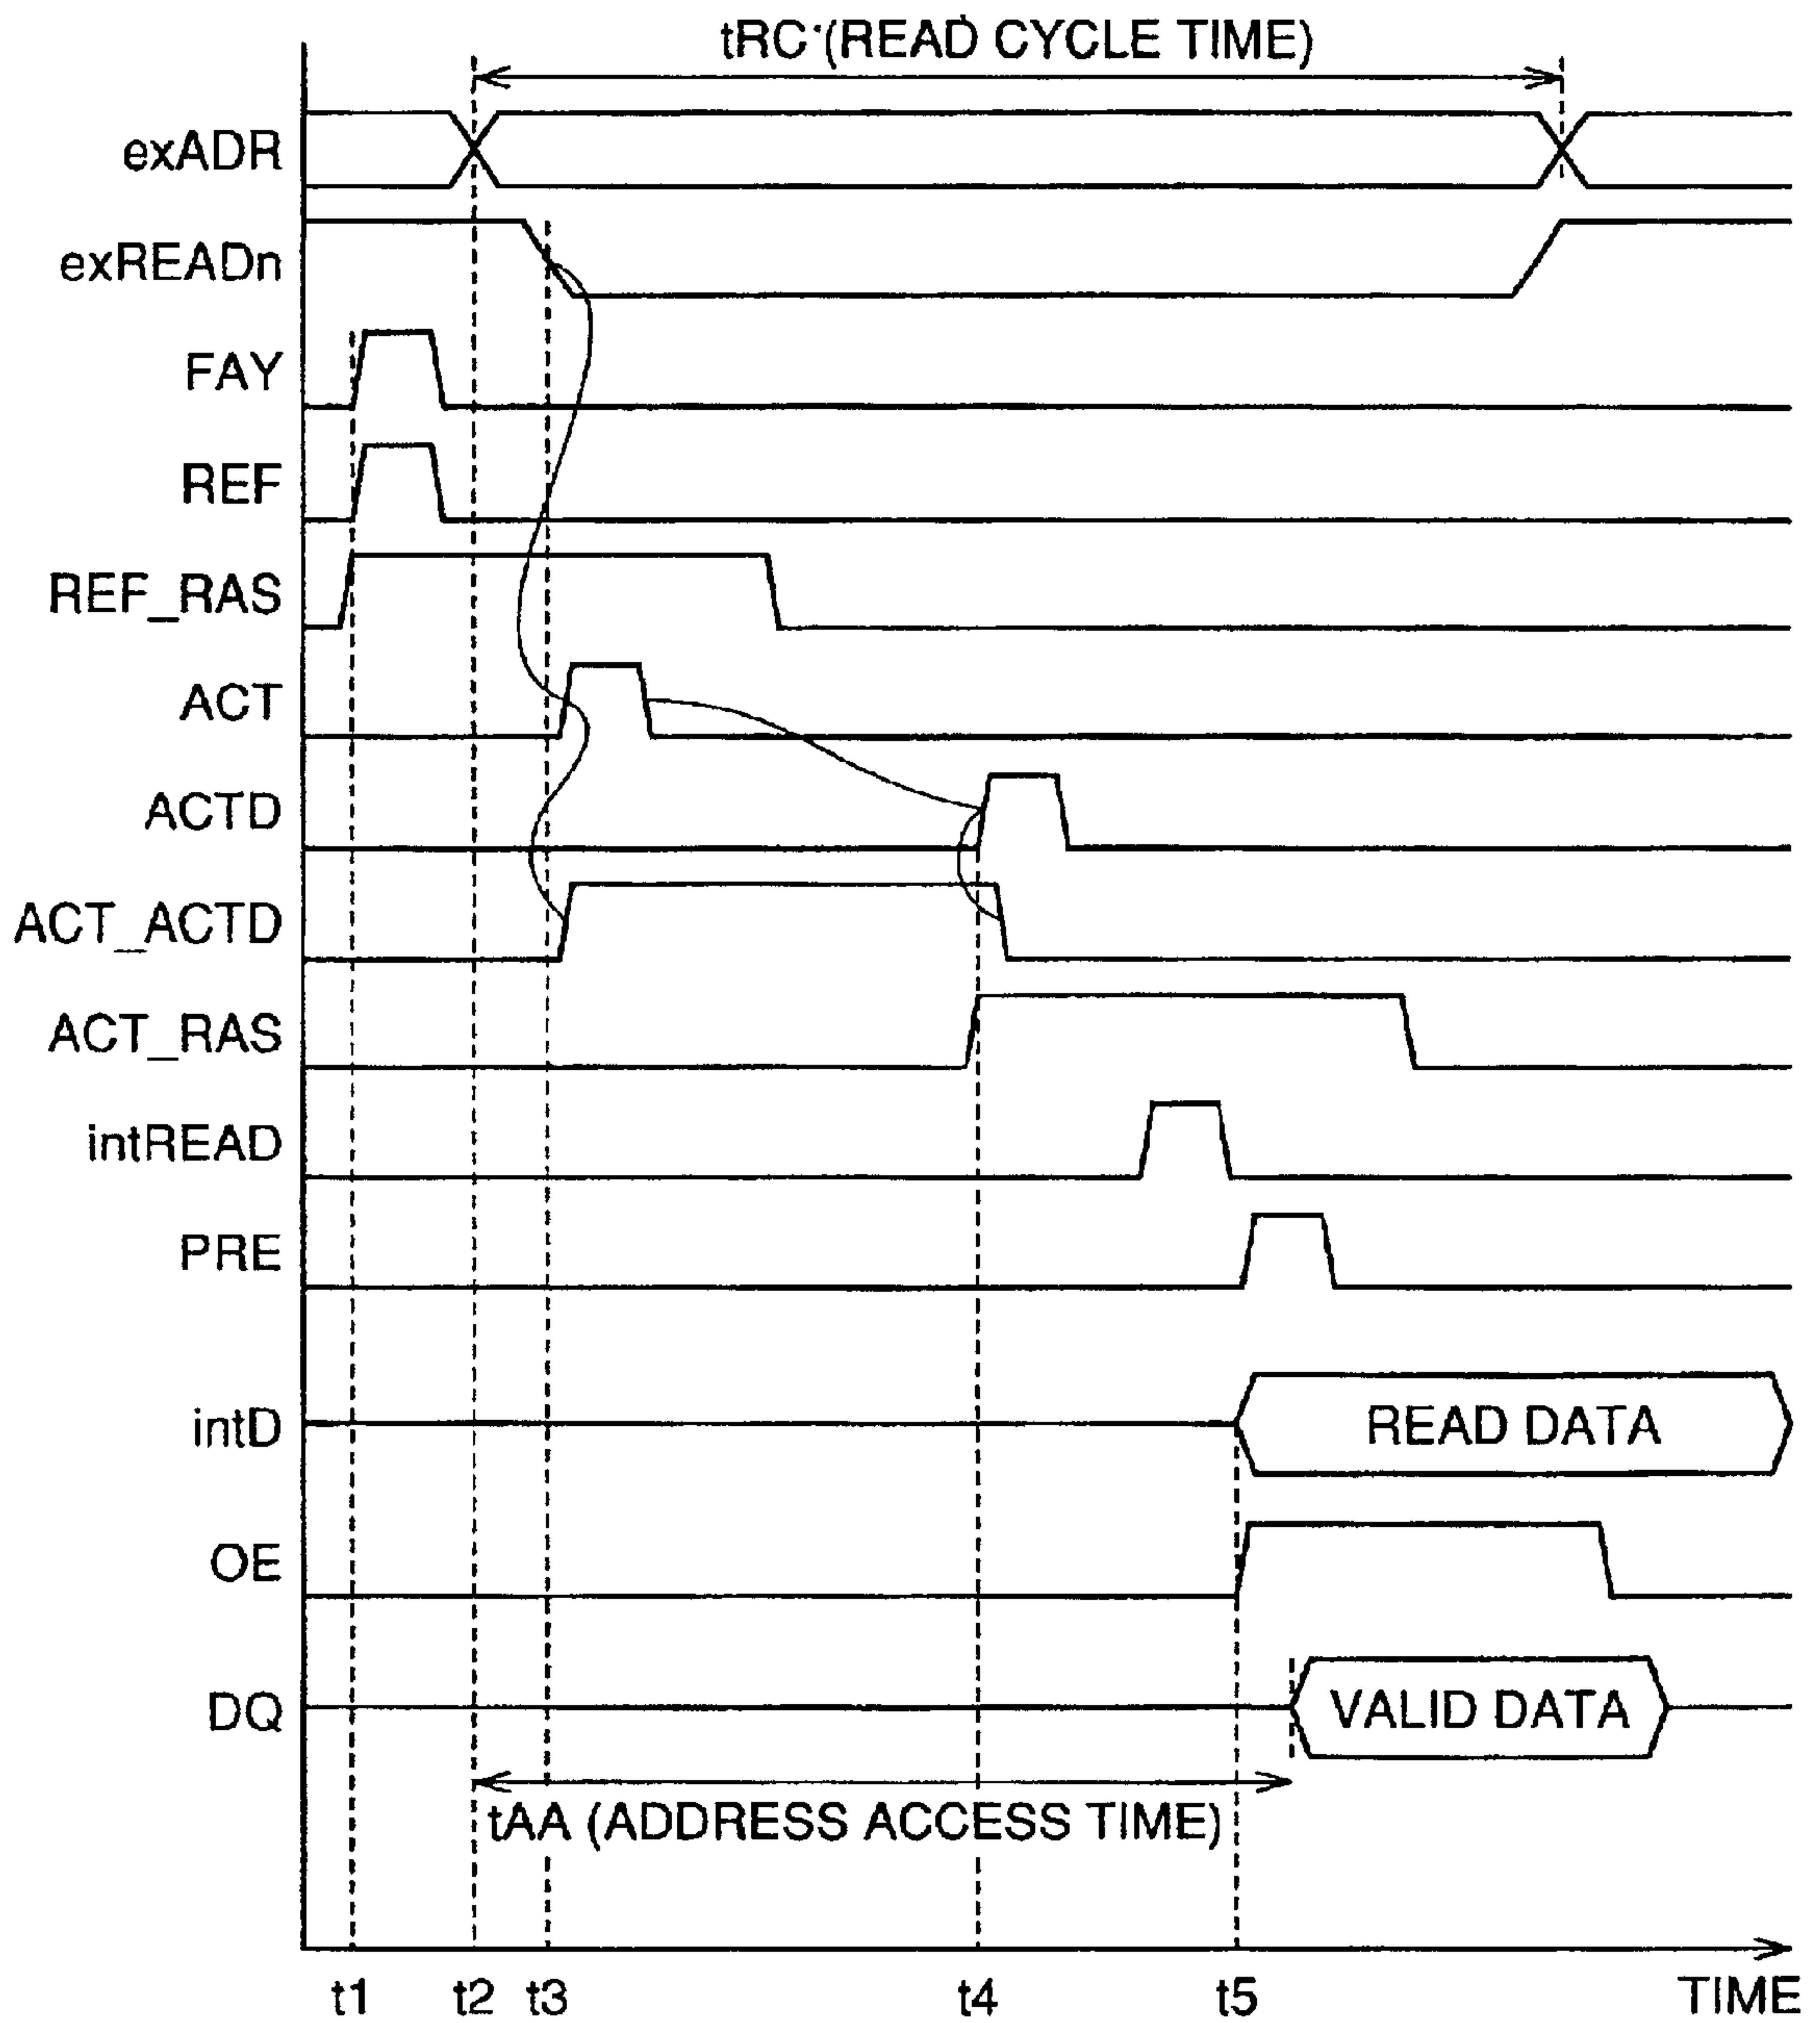 tRC (READ CYCLE TIME)
exADR
exREADn
FAY
REF
REF_RAS
ACT
ACTD
ACT_ACTD
ACT_RAS
intREAD
PRE
intD READ DATA
OE
DQ VALID DATA
tAA (ADDRESS ACCESS TIME)
t1 t2 t3 t4 t5 TIME